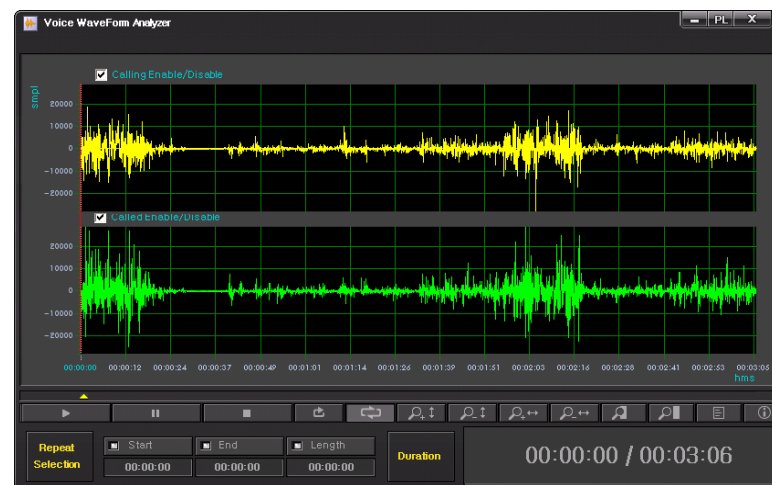 Voice WaveForm Analyzer
PL X
Calling Enable/Disable
smpl
20000
10000
0
-10000
-20000
Called Enable/Disable
20000
10000
0
-10000
-20000
00:00:00 00:00:12 00:00:24 00:00:37 00:00:49 00:01:01 00:01:14 00:01:26 00:01:39 00:01:51 00:02:03 00:02:16 00:02:28 00:02:41 00:02:53 00:03:05
hms
Repeat Selection
Start End Length
00:00:00 00:00:00 00:00:00
Duration
00:00:00 / 00:03:06